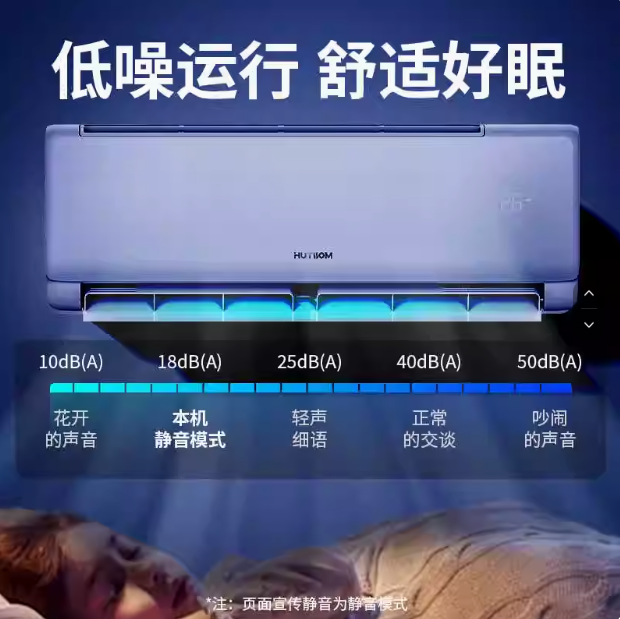 低噪运行 舒适好眠
10dB(A) 18dB(A) 25dB(A) 40dB(A) 50dB(A)
花开 本机 轻声 正常 吵闹
的声音 静音模式 细语 的交谈 的声音
*注：页面宣传静音为静音模式